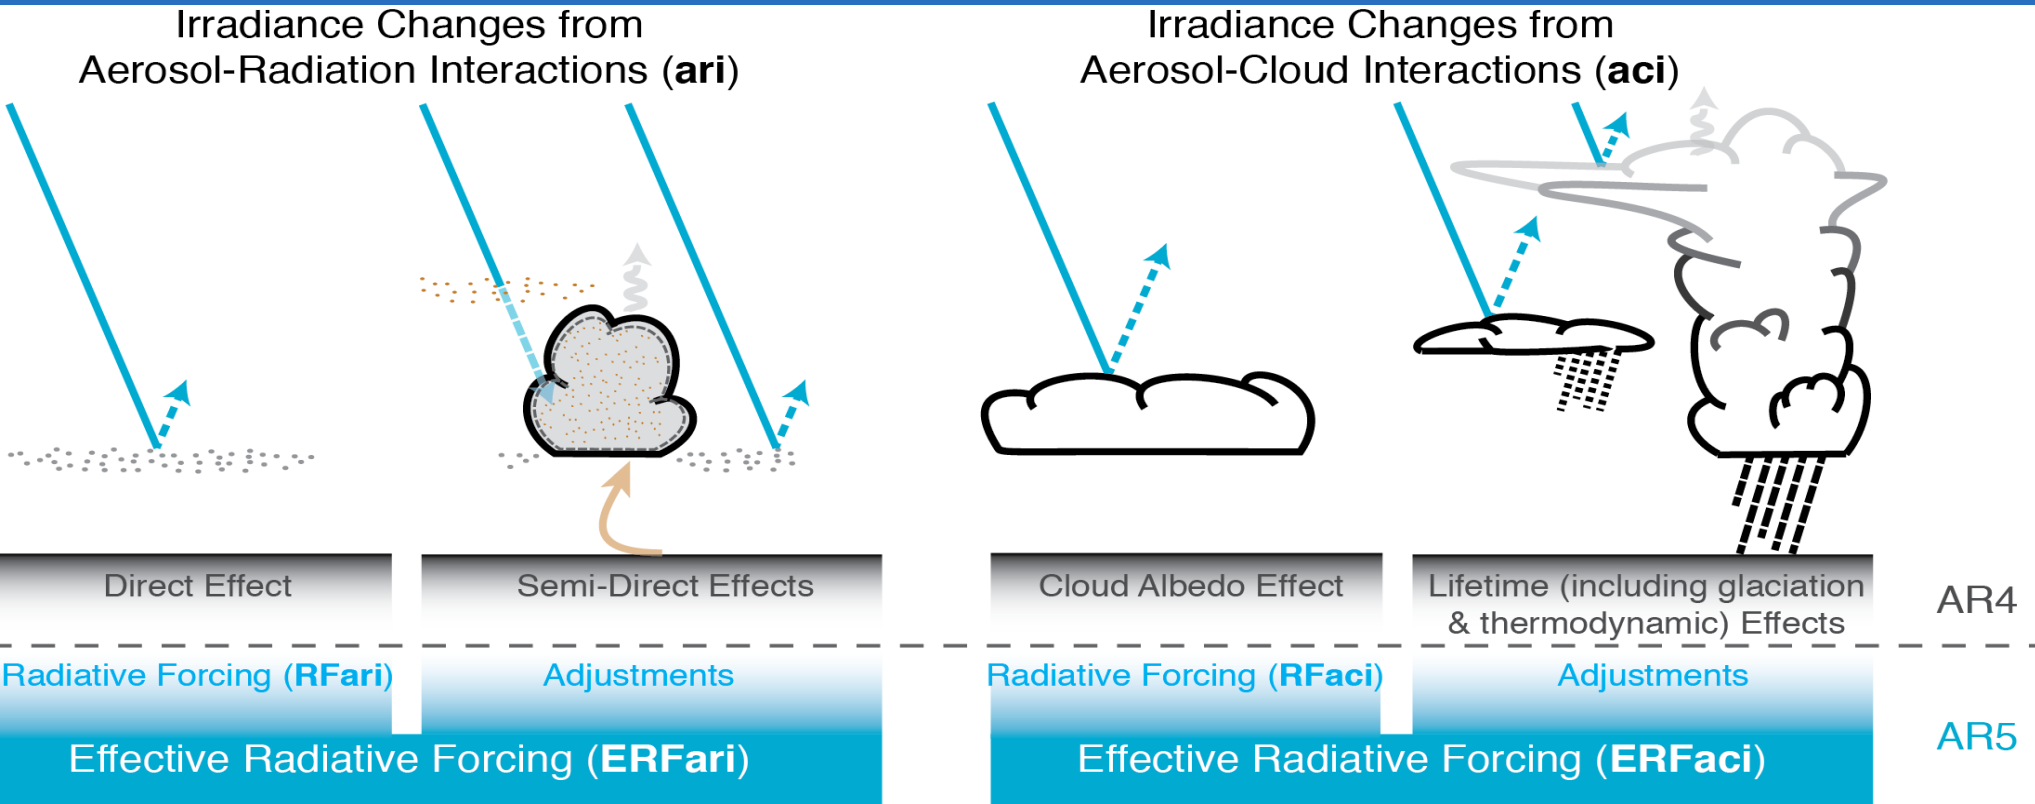 Irradiance Changes from
Aerosol-Radiation Interactions (ari)
Irradiance Changes from
Aerosol-Cloud Interactions (aci)
Direct Effect
Semi-Direct Effects
Cloud Albedo Effect
Lifetime (including glaciation
& thermodynamic) Effects
AR4
Radiative Forcing (RFari)
Adjustments
Radiative Forcing (RFaci)
Adjustments
AR5
Effective Radiative Forcing (ERFari)
Effective Radiative Forcing (ERFaci)